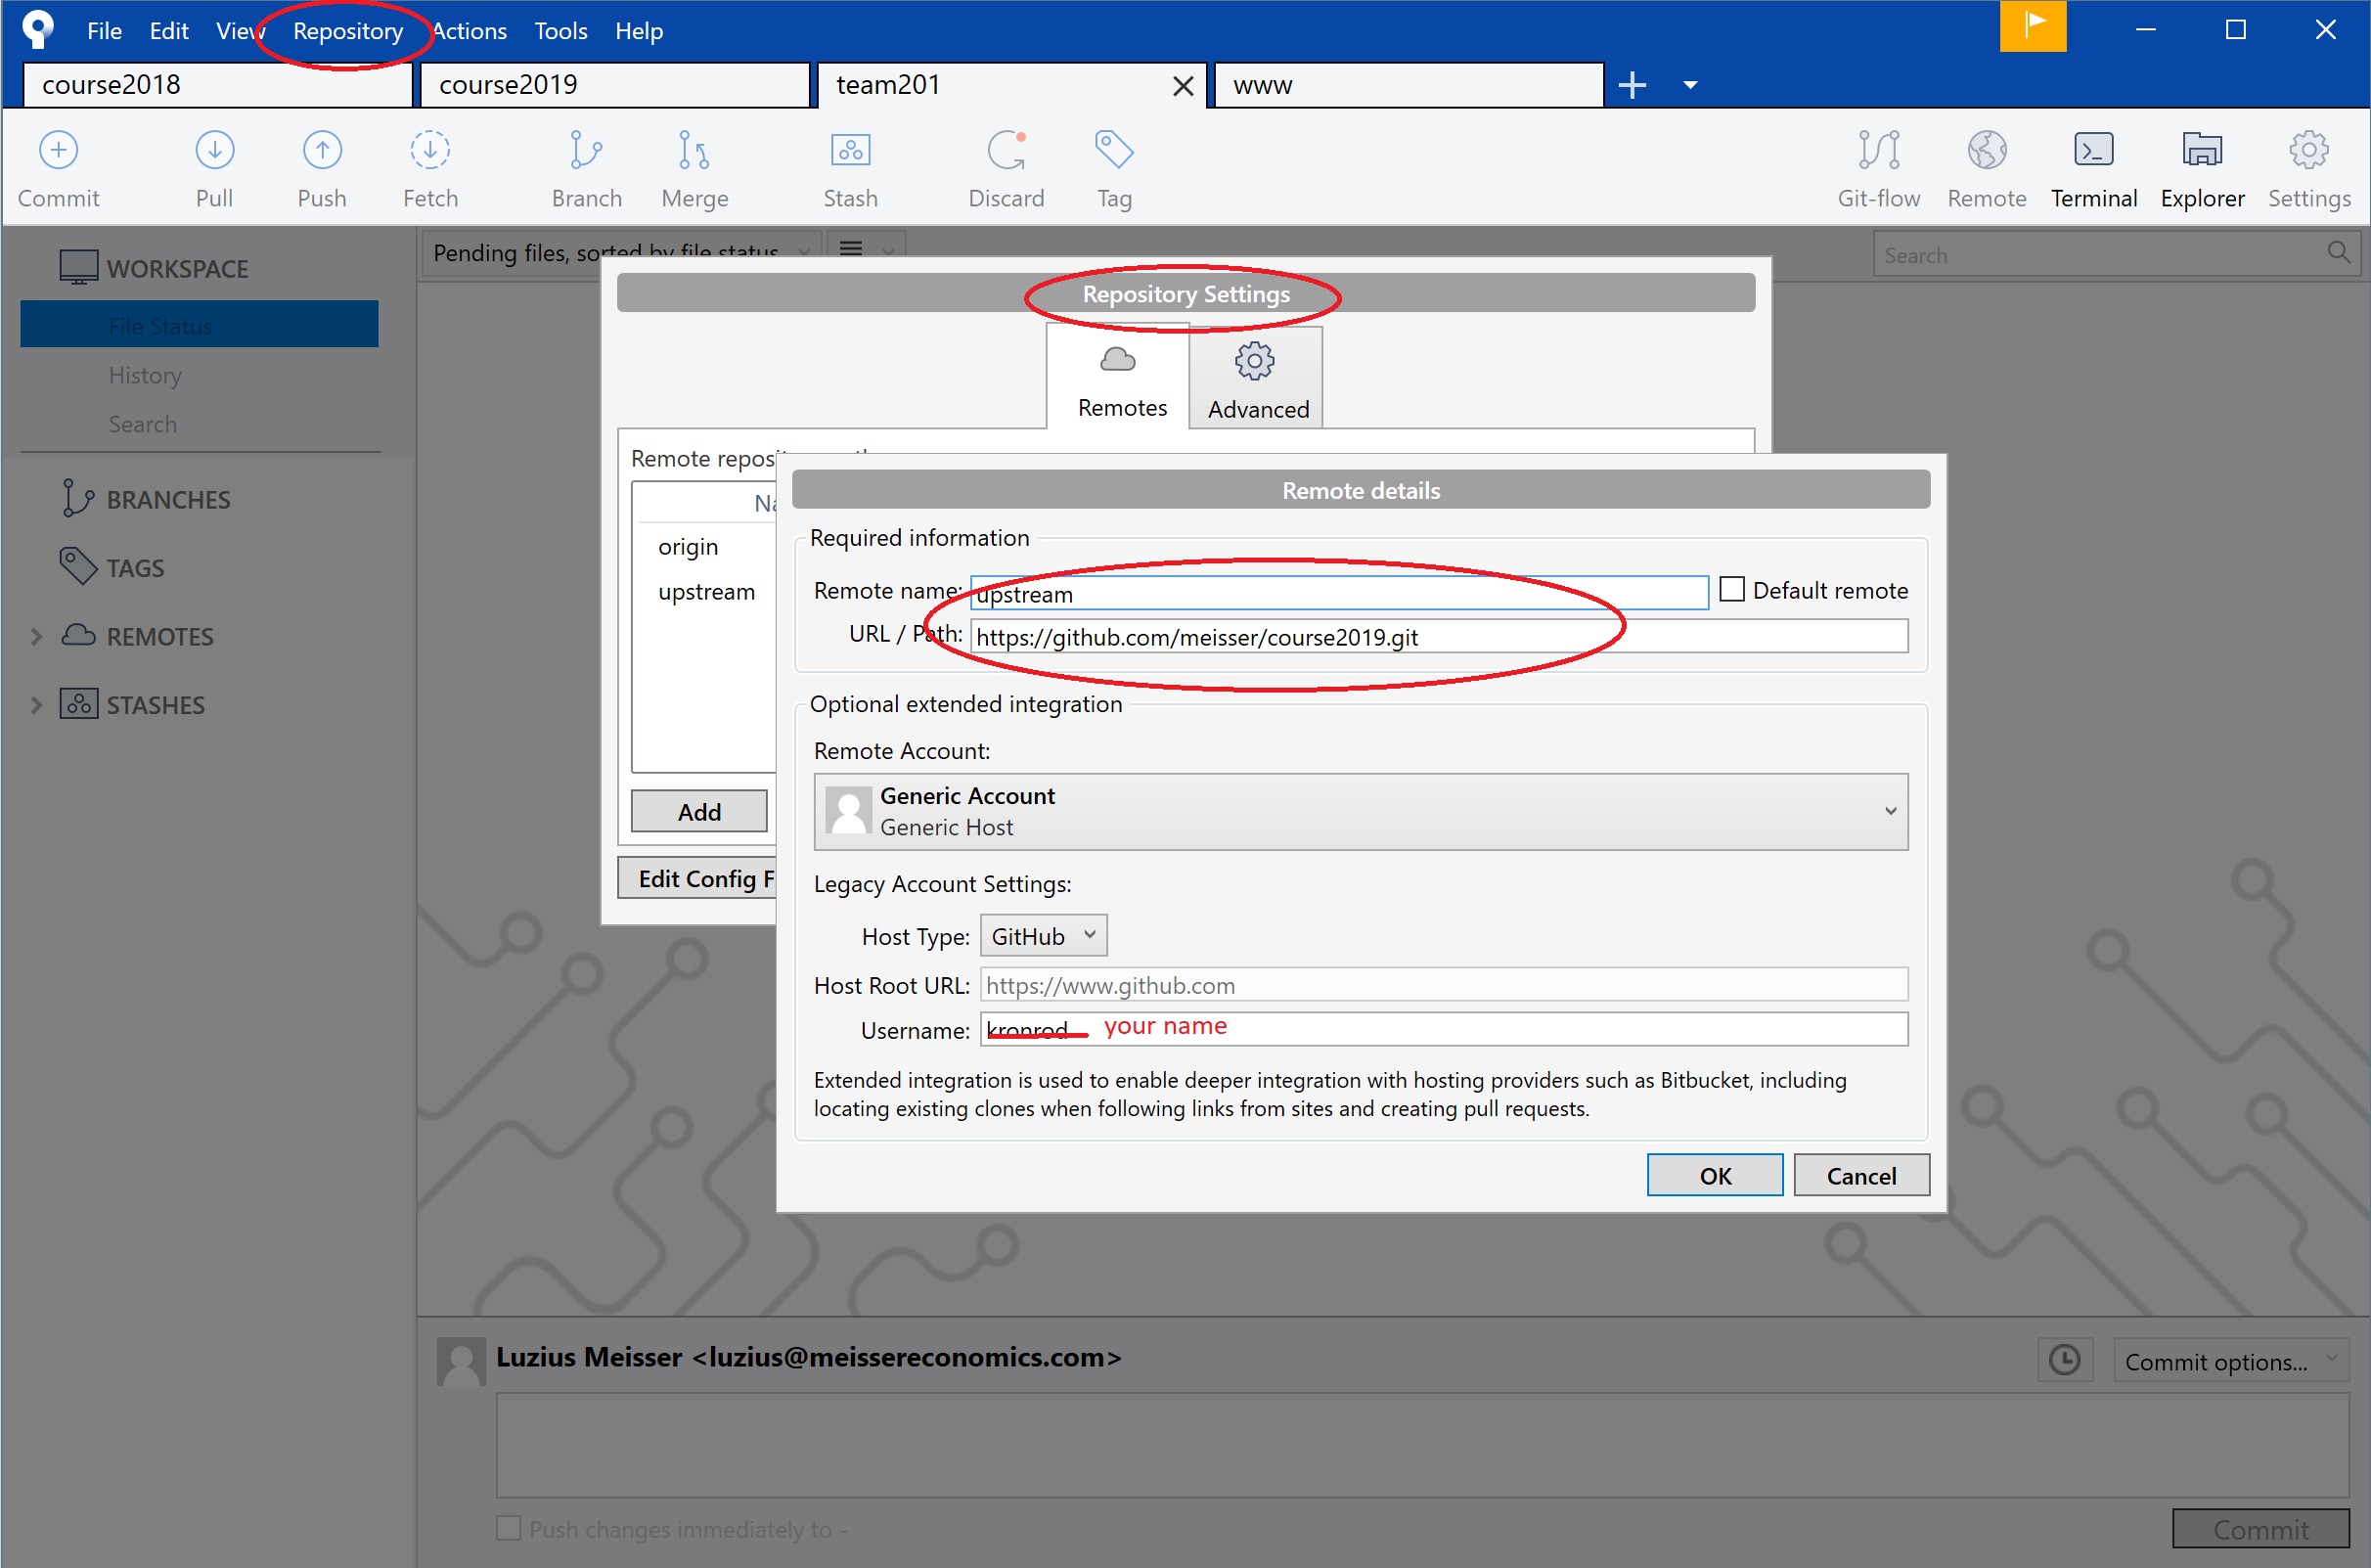 File Edit View Repository Actions Tools Help
course2018 course2019 team201 www
Commit Pull Push Fetch Branch Merge Stash Discard Tag Git-flow Remote Terminal Explorer Settings
WORKSPACE
File Status
History
Search
BRANCHES
TAGS
REMOTES
STASHES
Pending files, sorted by file status
Search
Repository Settings
Remotes Advanced
Remote
origin
upstream
Add
Edit Config
Remote details
Required information
Remote name: upstream Default remote
URL / Path: https://github.com/meisser/course2019.git
Optional extended integration
Remote Account:
Generic Account
Generic Host
Legacy Account Settings:
Host Type: GitHub
Host Root URL: https://www.github.com
Username: kronrod your name
Extended integration is used to enable deeper integration with hosting providers such as Bitbucket, including
locating existing clones when following links from sites and creating pull requests.
OK Cancel
Luzius Meisser <luzius@meissereconomics.com>
Commit options...
Push changes immediately to -
Commit